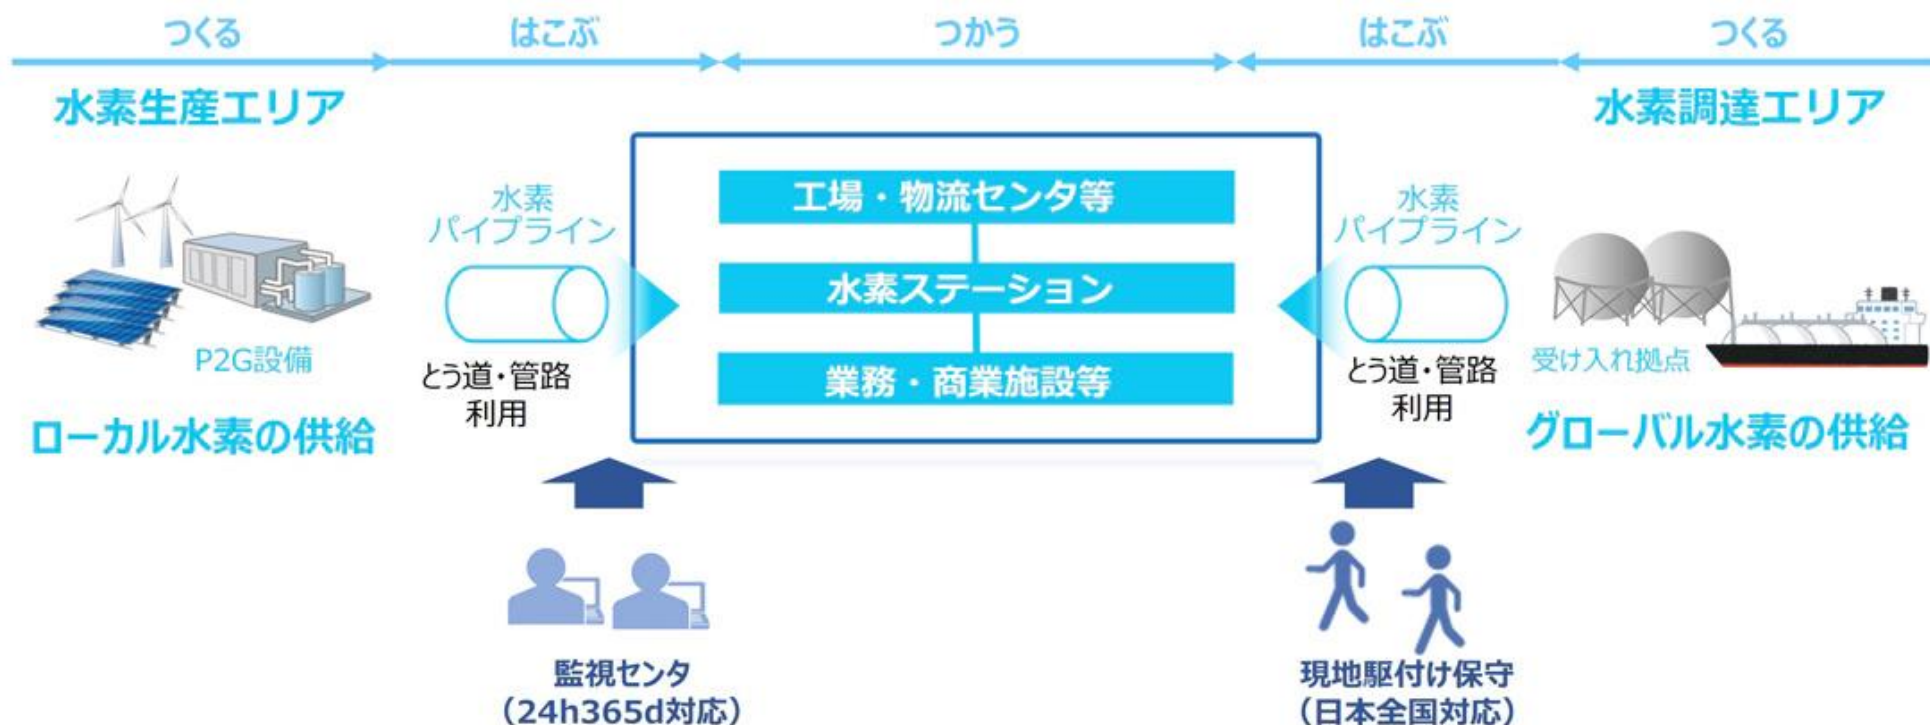 つくる
はこぶ
つかう
はこぶ
つくる
水素生産エリア
水素調達エリア
水素
パイプライン
工場・物流センタ等
水素ステーション
業務・商業施設等
水素
パイプライン
P2G設備
とう道・管路
利用
とう道・管路
利用
受け入れ拠点
ローカル水素の供給
グローバル水素の供給
監視センタ
(24h365d対応)
現地駆付け保守
(日本全国対応)